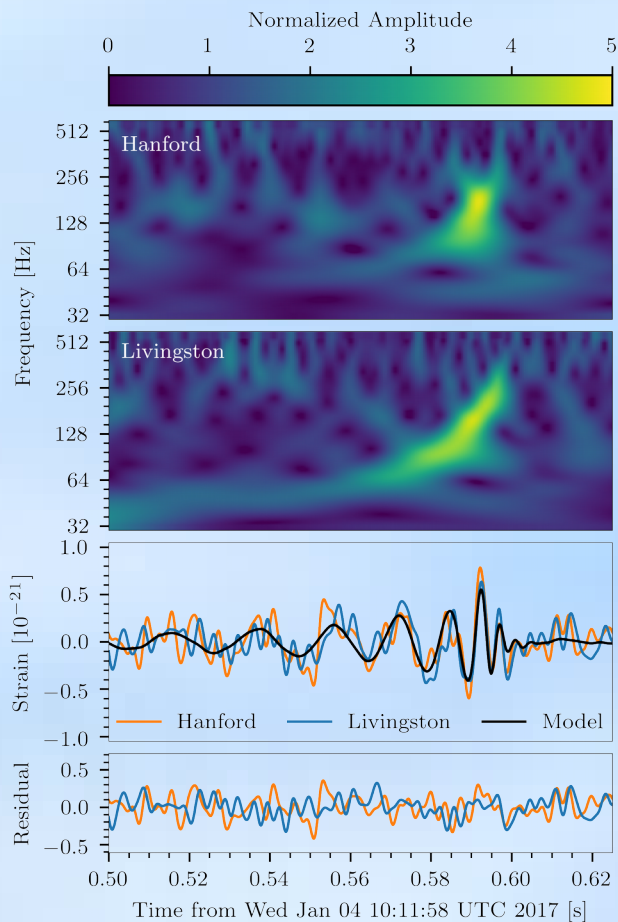 Normalized Amplitude
0 1 2 3 4 5
Hanford
512
256
128
64
32
Frequency [Hz]
Livingston
512
256
128
64
32
Strain [10⁻²¹]
1.0
0.5
0.0
−0.5
−1.0
Hanford Livingston Model
Residual
0.5
0.0
−0.5
0.50 0.52 0.54 0.56 0.58 0.60 0.62
Time from Wed Jan 04 10:11:58 UTC 2017 [s]